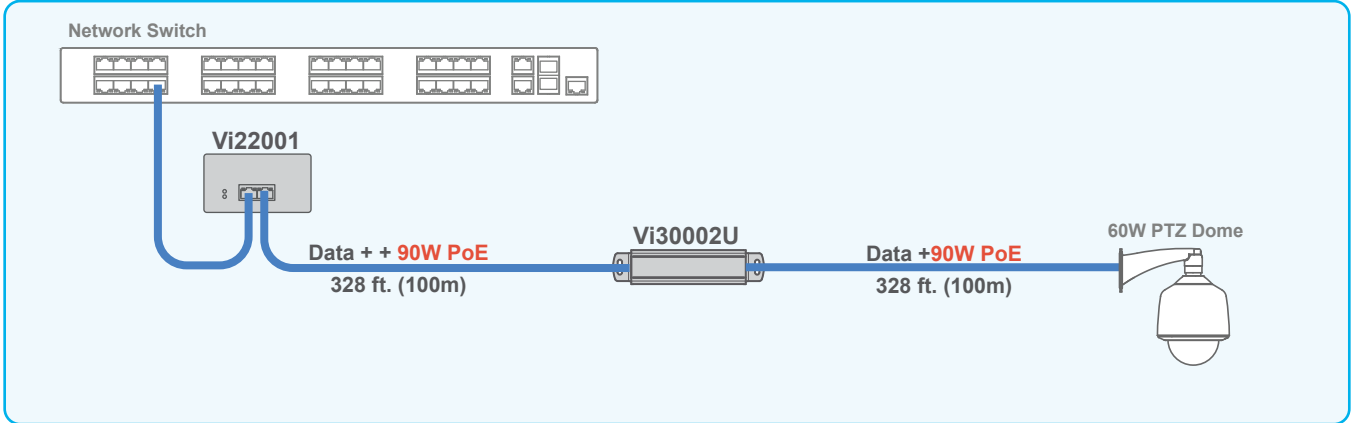 Network Switch
Vi22001
Data + + 90W PoE
328 ft. (100m)
Vi30002U
Data +90W PoE
328 ft. (100m)
60W PTZ Dome